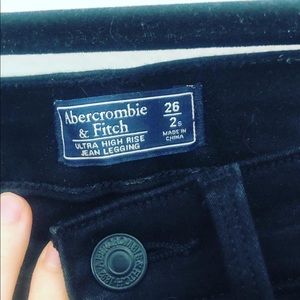 Abercrombie
& Fitch
ULTRA HIGH RISE
JEAN LEGGING
26
2s
MADE IN
CHINA